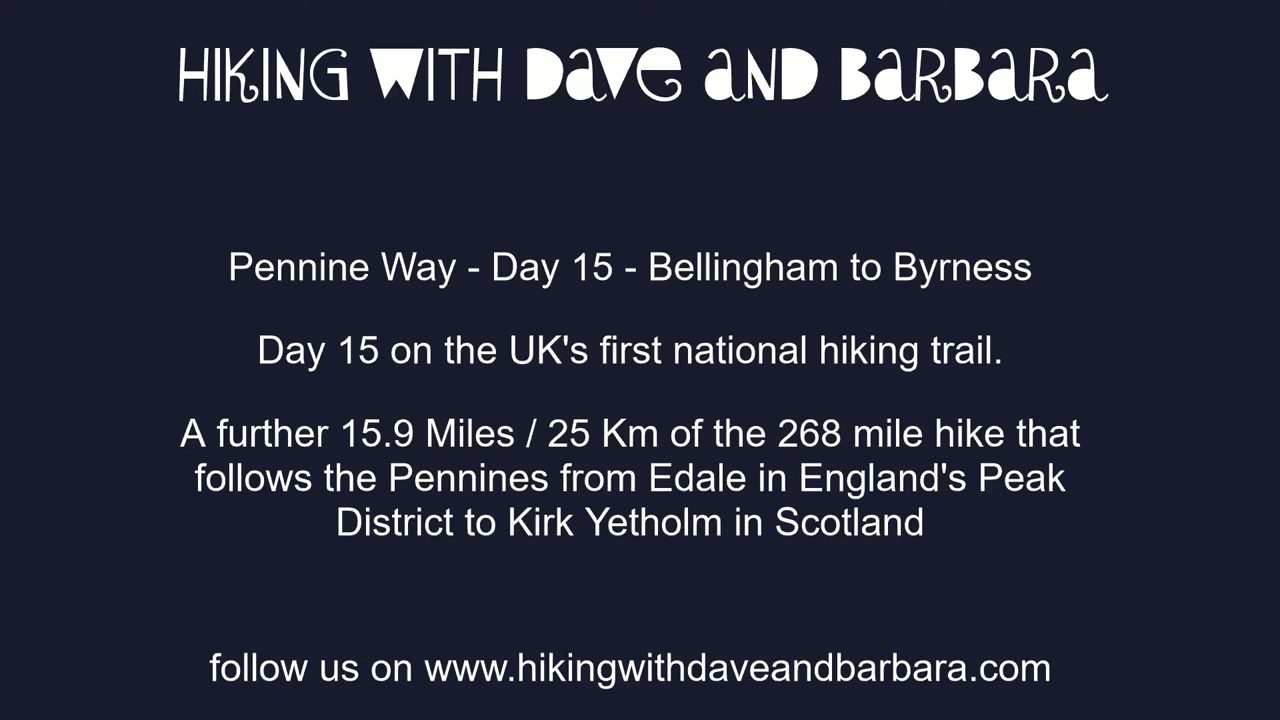 HIKING WITH DAVE AND BARBARA
Pennine Way - Day 15 - Bellingham to Byrness
Day 15 on the UK's first national hiking trail.
A further 15.9 Miles / 25 Km of the 268 mile hike that
follows the Pennines from Edale in England's Peak
District to Kirk Yetholm in Scotland
follow us on www.hikingwithdaveandbarbara.com